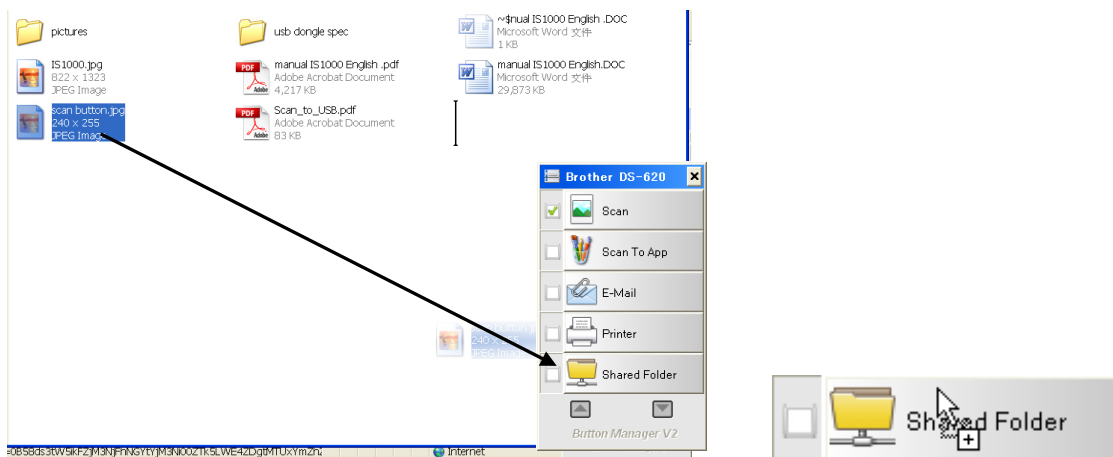 pictures
usb dongle spec
~$nual IS1000 English .DOC
Microsoft Word 文件
1 KB
IS1000.jpg
822 x 1323
JPEG Image
manual IS1000 English .pdf
Adobe Acrobat Document
4,217 KB
manual IS1000 English.DOC
Microsoft Word 文件
29,873 KB
scan button.jpg
240 x 255
JPEG Image
Scan_to_USB.pdf
Adobe Acrobat Document
83 KB
Brother DS-620
Scan
Scan To App
E-Mail
Printer
Shared Folder
Button Manager V2
Internet
Shared Folder